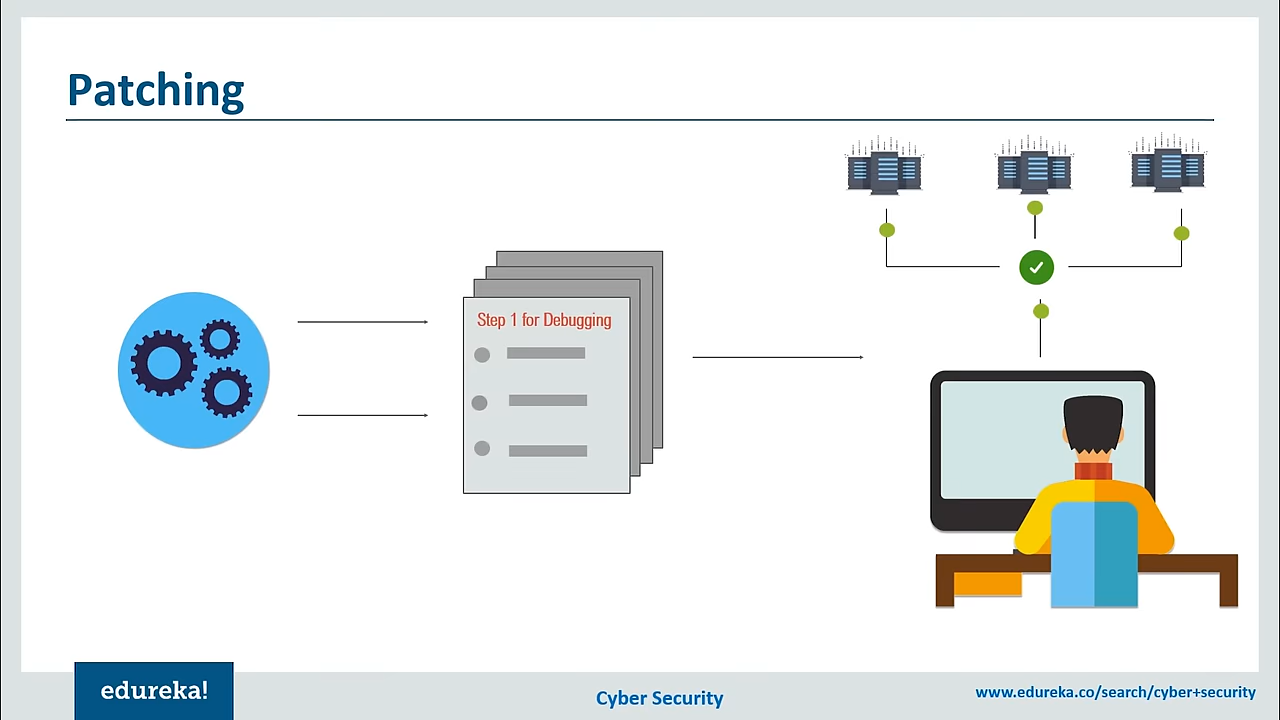 Patching
Step 1 for Debugging
edureka!
Cyber Security
www.edureka.co/search/cyber+security